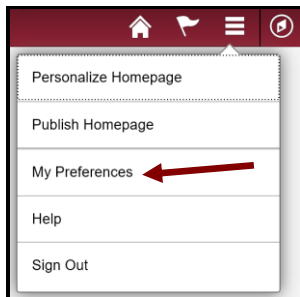 Personalize Homepage
Publish Homepage
My Preferences
Help
Sign Out